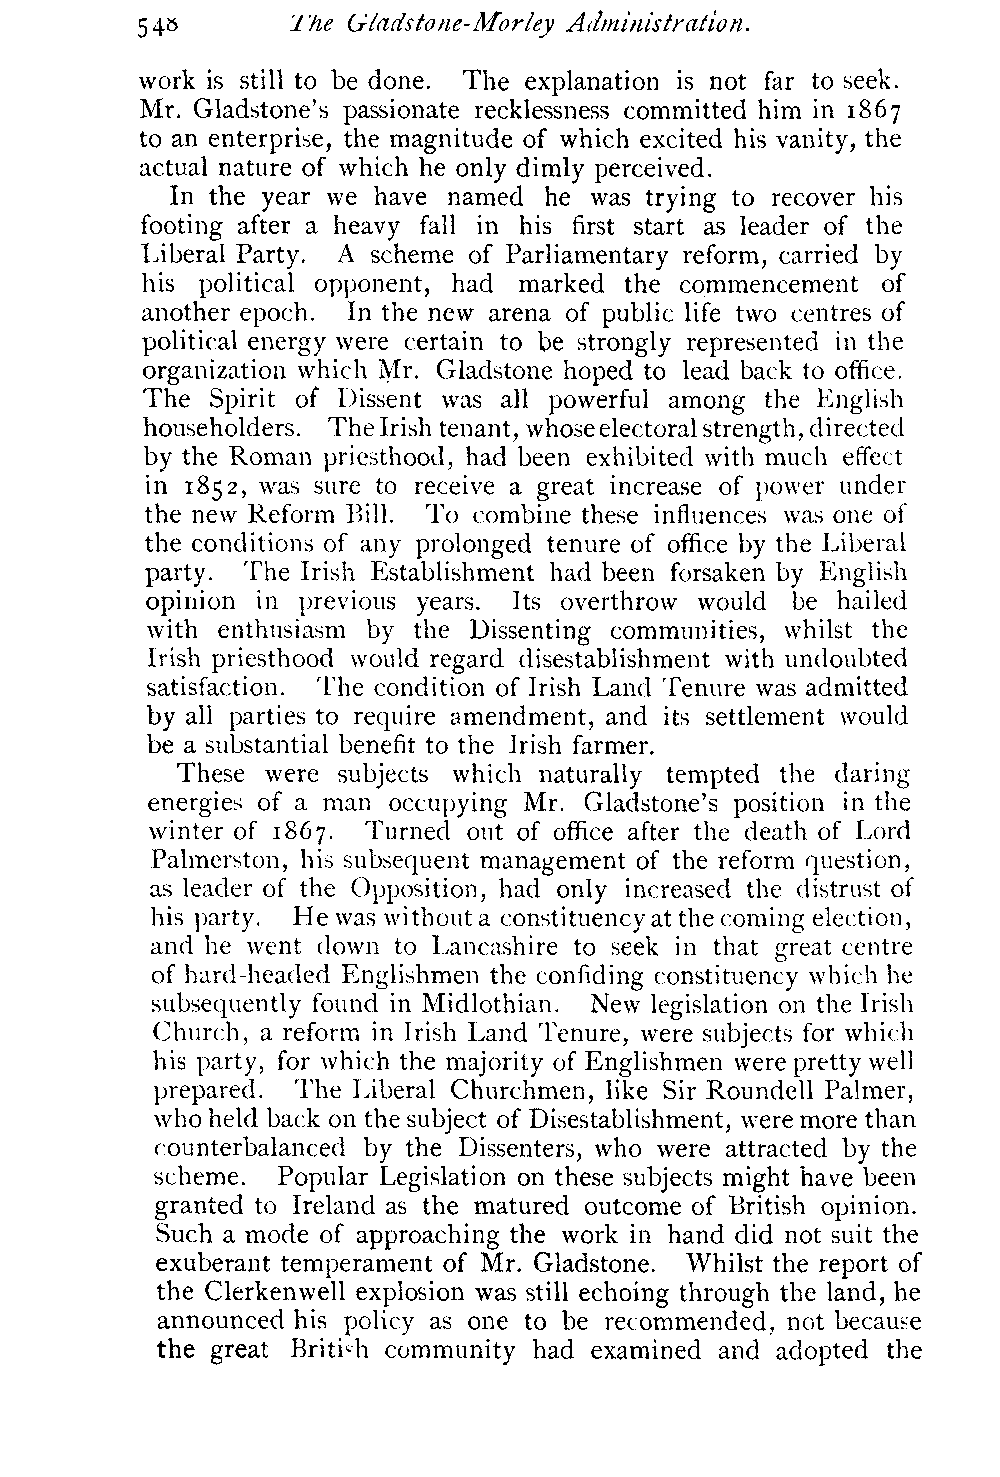 548 The Gladstone-Morley Administration.
work is still to be done. The explanation is not far to seek.
Mr. Gladstone's passionate recklessness committed him in 1867
to an enterprise, the magnitude of which excited his vanity, the
actual nature of which he only dimly perceived.
In the year we have named he was trying to recover his
footing after a heavy fall in his first start as leader of the
Liberal Party. A scheme of Parliamentary reform, carried by
his political opponent, had marked the commencement of
another epoch. In the new arena of public life two centres of
political energy were certain to be strongly represented in the
organization which Mr. Gladstone hoped to lead back to office.
The Spirit of Dissent was all powerful among the English
householders. The Irish tenant, whose electoral strength, directed
by the Roman priesthood, had been exhibited with much effect
in 1852, was sure to receive a great increase of power under
the new Reform Bill. To combine these influences was one of
the conditions of any prolonged tenure of office by the Liberal
party. The Irish Establishment had been forsaken by English
opinion in previous years. Its overthrow would be hailed
with enthusiasm by the Dissenting communities, whilst the
Irish priesthood would regard disestablishment with undoubted
satisfaction. The condition of Irish Land Tenure was admitted
by all parties to require amendment, and its settlement would
be a substantial benefit to the Irish farmer.
These were subjects which naturally tempted the daring
energies of a man occupying Mr. Gladstone's position in the
winter of 1867. Turned out of office after the death of Lord
Palmerston, his subsequent management of the reform question,
as leader of the Opposition, had only increased the distrust of
his party. He was without a constituency at the coming election,
and he went down to Lancashire to seek in that great centre
of hard-headed Englishmen the confiding constituency which he
subsequently found in Midlothian. New legislation on the Irish
Church, a reform in Irish Land Tenure, were subjects for which
his party, for which the majority of Englishmen were pretty well
prepared. The Liberal Churchmen, like Sir Roundell Palmer,
who held back on the subject of Disestablishment, were more than
counterbalanced by the Dissenters, who were attracted by the
scheme. Popular Legislation on these subjects might have been
granted to Ireland as the matured outcome of British opinion.
Such a mode of approaching the work in hand did not suit the
exuberant temperament of Mr. Gladstone. Whilst the report of
the Clerkenwell explosion was still echoing through the land, he
announced his policy as one to be recommended, not because
the great British community had examined and adopted the